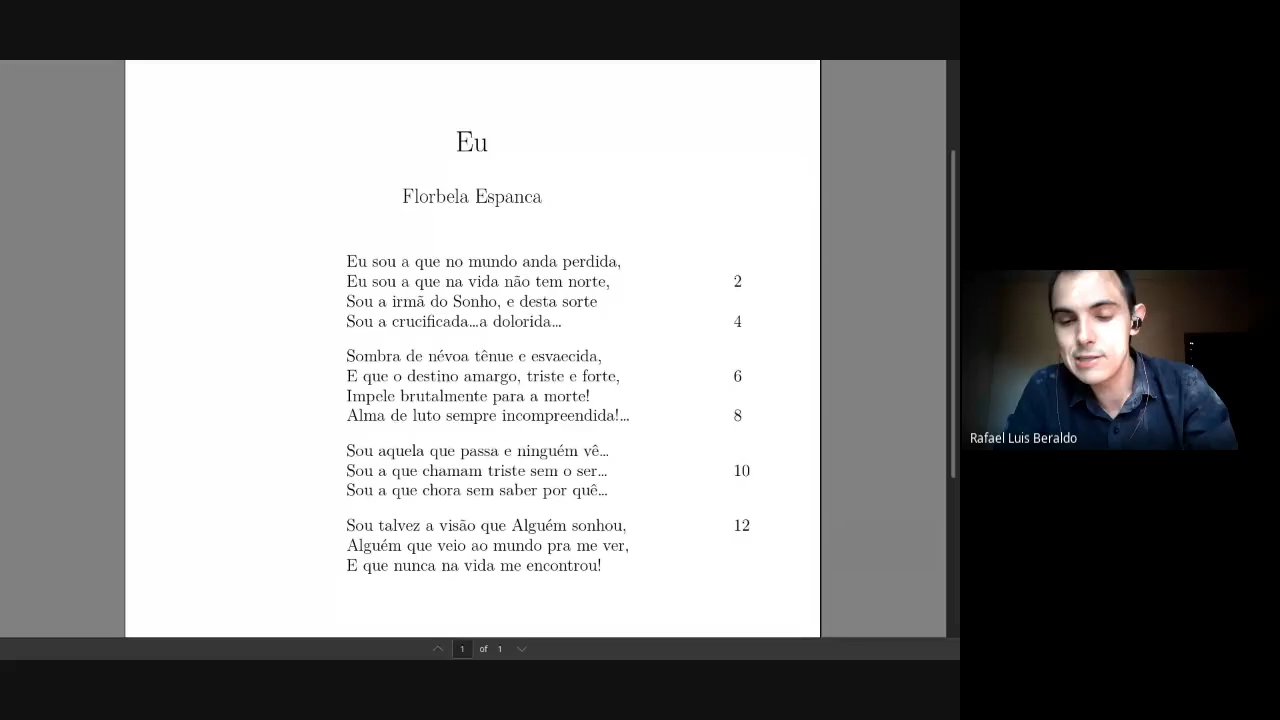 Eu
Florbela Espanca
Eu sou a que no mundo anda perdida,
Eu sou a que na vida não tem norte, 2
Sou a irmã do Sonho, e desta sorte
Sou a crucificada...a dolorida... 4
Sombra de névoa tênue e esvaecida,
E que o destino amargo, triste e forte, 6
Impele brutalmente para a morte!
Alma de luto sempre incompreendida!... 8
Sou aquela que passa e ninguém vê...
Sou a que chamam triste sem o ser... 10
Sou a que chora sem saber por quê...
Sou talvez a visão que Alguém sonhou, 12
Alguém que veio ao mundo pra me ver,
E que nunca na vida me encontrou!
1 of 1
Rafael Luis Beraldo